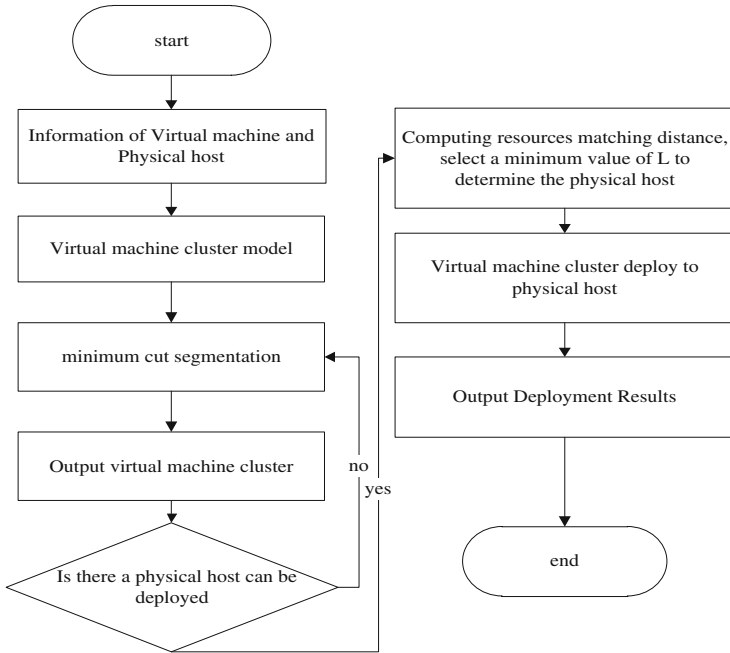 start
Information of Virtual machine and
Physical host
Virtual machine cluster model
minimum cut segmentation
Output virtual machine cluster
Is there a physical host can be
deployed
no
yes
Computing resources matching distance,
select a minimum value of L to
determine the physical host
Virtual machine cluster deploy to
physical host
Output Deployment Results
end